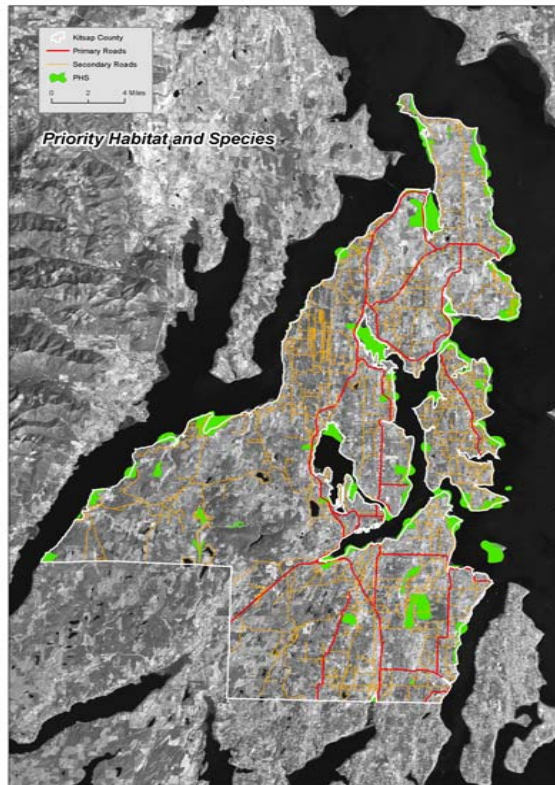 Kitsap County
Primary Roads
Secondary Roads
PHS
0 2 4 Miles
Priority Habitat and Species